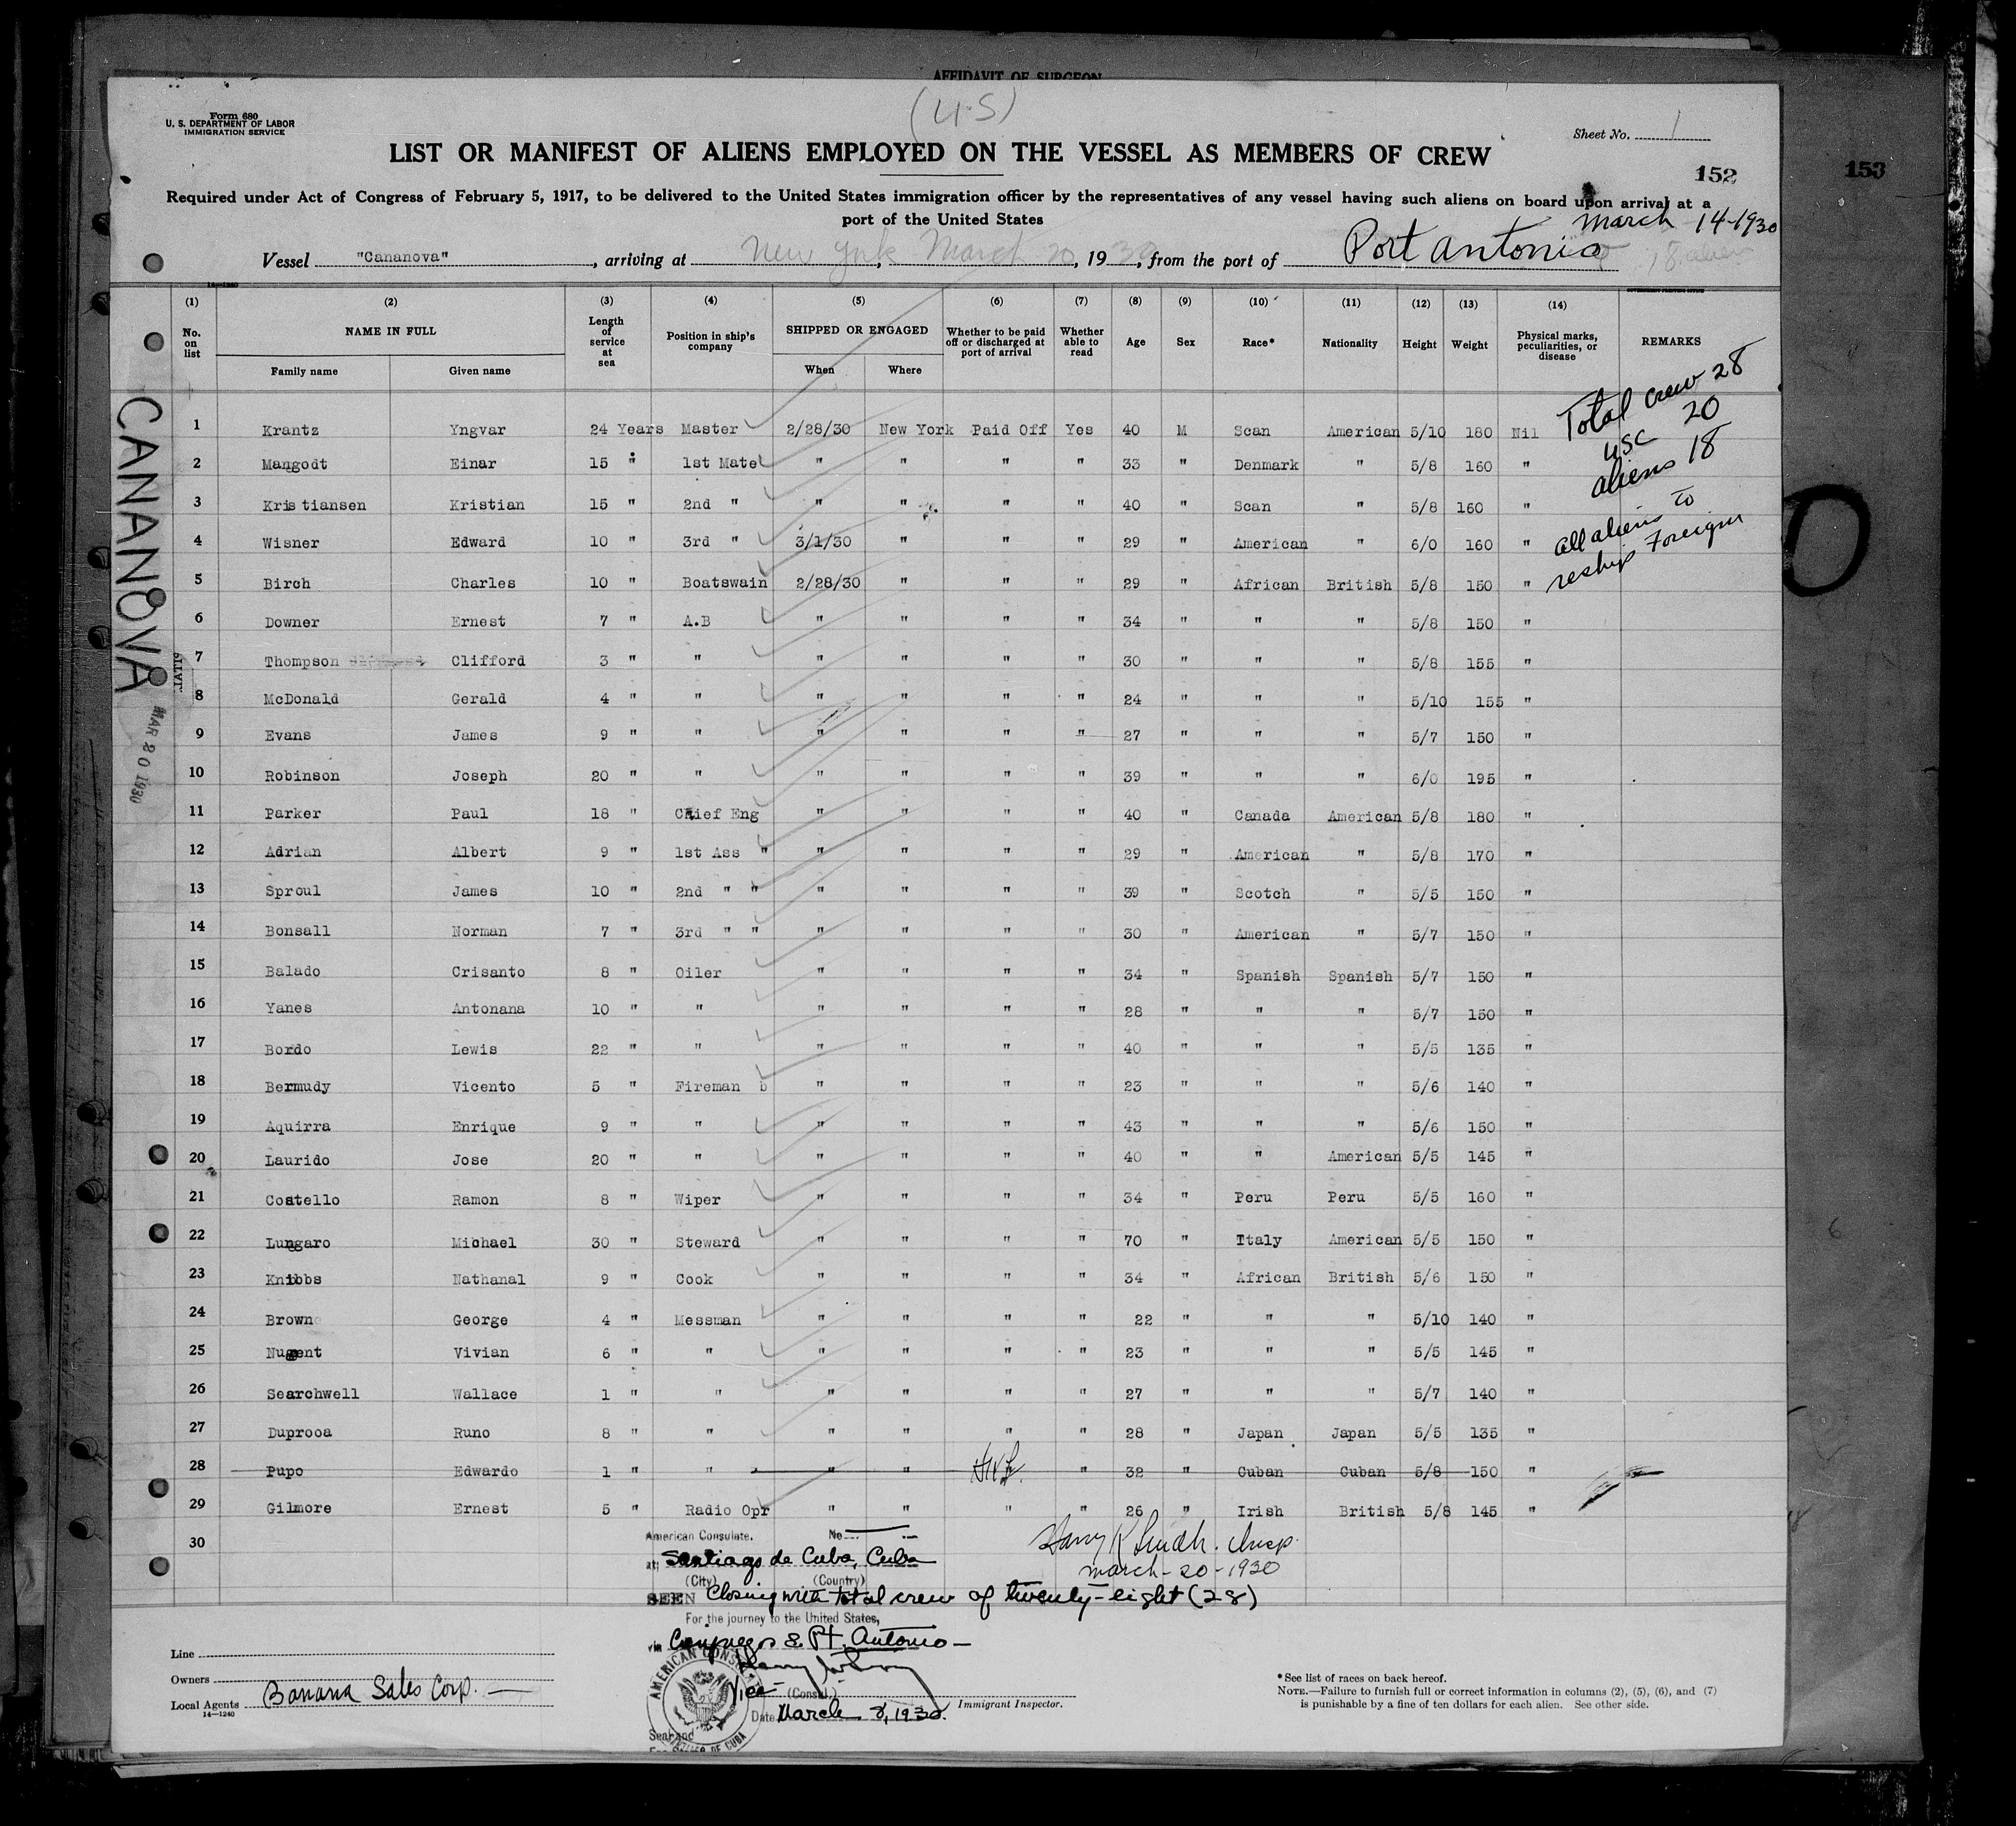 AFFIDAVIT OF SURGEON
(U.S)
Form 680
U. S. DEPARTMENT OF LABOR
IMMIGRATION SERVICE
Sheet No. 1
LIST OR MANIFEST OF ALIENS EMPLOYED ON THE VESSEL AS MEMBERS OF CREW
152
153
Required under Act of Congress of February 5, 1917, to be delivered to the United States immigration officer by the representatives of any vessel having such aliens on board upon arrival at a
port of the United States
March 14-1930
Vessel "Cananova", arriving at New York March 20, 1930, from the port of Port Antonio
14—1240
(1) (2) (3) (4) (5) (6) (7) (8) (9) (10) (11) (12) (13) (14)
No. on list NAME IN FULL Length of service at sea Position in ship's company SHIPPED OR ENGAGED Whether to be paid off or discharged at port of arrival Whether able to read Age Sex Race* Nationality Height Weight Physical marks, peculiarities, or disease REMARKS
Family name Given name When Where
Total crew 28
USC 20
aliens 18
all aliens to
reship Foreign
CANANOVA
MAR 20 1930
1 Krantz Yngvar 24 Years Master 2/28/30 New York Paid Off Yes 40 M Scan American 5/10 180 Nil
2 Mangodt Einar 15 " 1st Mate " " " " 33 " Denmark " 5/8 160 "
3 Kristiansen Kristian 15 " 2nd " " " " " 40 " Scan " 5/8 160 "
4 Wisner Edward 10 " 3rd " 3/1/30 " " " 29 " American " 6/0 160 "
5 Birch Charles 10 " Boatswain 2/28/30 " " " 29 " African British 5/8 150 "
6 Downer Ernest 7 " A.B " " " " 34 " " " 5/8 150 "
7 Thompson Clifford 3 " " " " " " 30 " " " 5/8 155 "
8 McDonald Gerald 4 " " " " " " 24 " " " 5/10 155 "
9 Evans James 9 " " " " " " 27 " " " 5/7 150 "
10 Robinson Joseph 20 " " " " " " 39 " " " 6/0 195 "
11 Parker Paul 18 " Chief Eng " " " " 40 " Canada American 5/8 180 "
12 Adrian Albert 9 " 1st Ass " " " " " 29 " American " 5/8 170 "
13 Sproul James 10 " 2nd " " " " " " 39 " Scotch " 5/5 150 "
14 Bonsall Norman 7 " 3rd " " " " " " 30 " American " 5/7 150 "
15 Balado Crisanto 8 " Oiler " " " " 34 " Spanish Spanish 5/7 150 "
16 Yanes Antonana 10 " " " " " " 28 " " " 5/7 150 "
17 Bordo Lewis 22 " " " " " " 40 " " " 5/5 135 "
18 Bermudy Vicento 5 " Fireman b " " " " 23 " " " 5/6 140 "
19 Aquirra Enrique 9 " " " " " " 43 " " " 5/6 150 "
20 Laurido Jose 20 " " " " " " 40 " " American 5/5 145 "
21 Costello Ramon 8 " Wiper " " " " 34 " Peru Peru 5/5 160 "
22 Lungaro Michael 30 " Steward " " " " 70 " Italy American 5/5 150 "
23 Knibbs Nathanal 9 " Cook " " " " 34 " African British 5/6 150 "
24 Brown George 4 " Messman " " " " 22 " " " 5/10 140 "
25 Nugent Vivian 6 " " " " " " 23 " " " 5/5 145 "
26 Searchwell Wallace 1 " " " " " " 27 " " " 5/7 140 "
27 Duprooa Runo 8 " " " " " " 28 " Japan Japan 5/5 135 "
28 Pupo Edwardo 1 " " " " " 32 " Cuban Cuban 5/8 150 "
29 Gilmore Ernest 5 " Radio Opr " " " " 26 " Irish British 5/8 145 "
30
American Consulate. No.
at Santiago de Cuba, Cuba
(City) (Country)
March-20-1930
SEEN Closing with total crew of twenty-eight (28)
For the journey to the United States,
via Cienfuegos & Pt. Antonio
Vice (Consul.)
Date March 8, 1930.
Immigrant Inspector.
AMERICAN CONSULATE
Seal and
Line
Owners
Local Agents Banana Sales Corp.
14—1240
*See list of races on back hereof.
NOTE.—Failure to furnish full or correct information in columns (2), (5), (6), and (7)
is punishable by a fine of ten dollars for each alien. See other side.